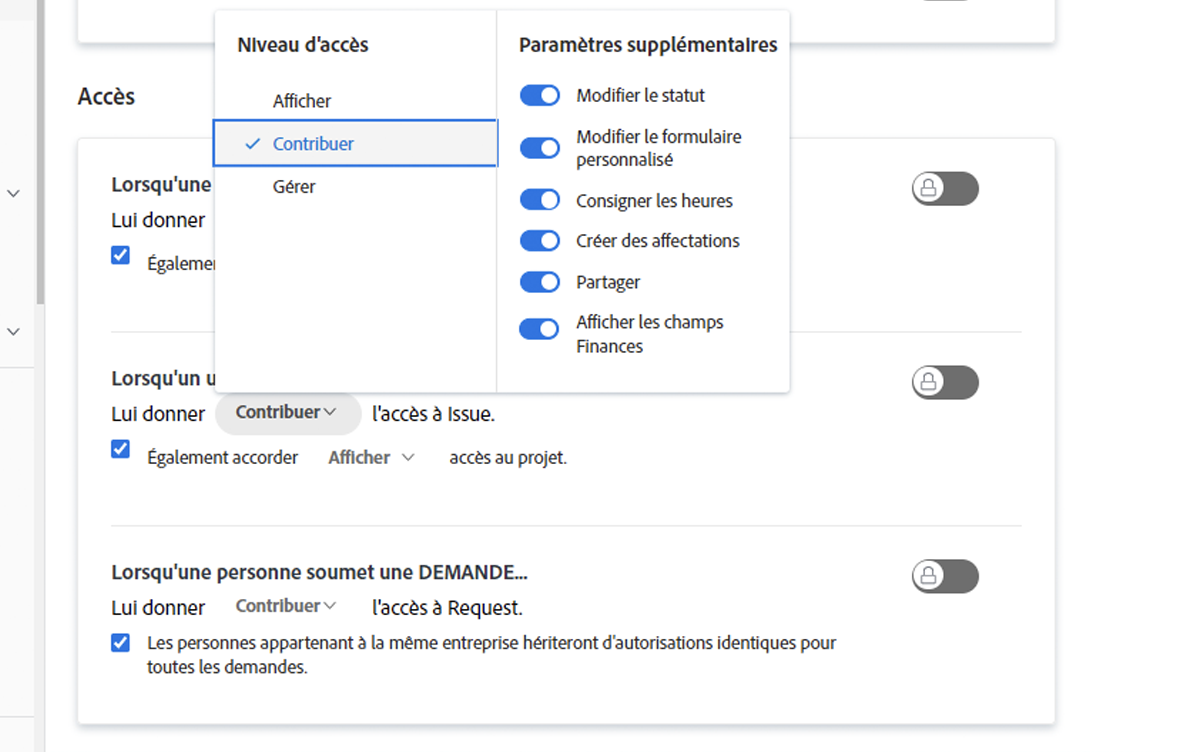 Niveau d'accès
Afficher
Contribuer
Gérer
Paramètres supplémentaires
Modifier le statut
Modifier le formulaire
personnalisé
Consigner les heures
Créer des affectations
Partager
Afficher les champs
Finances
Accès
Lorsqu'une
Lui donner
Lorsqu'un
Lui donner Contribuer l'accès à Issue.
Également accorder Afficher accès au projet.
Lorsqu'une personne soumet une DEMANDE...
Lui donner Contribuer l'accès à Request.
Les personnes appartenant à la même entreprise hériteront d'autorisations identiques pour
toutes les demandes.